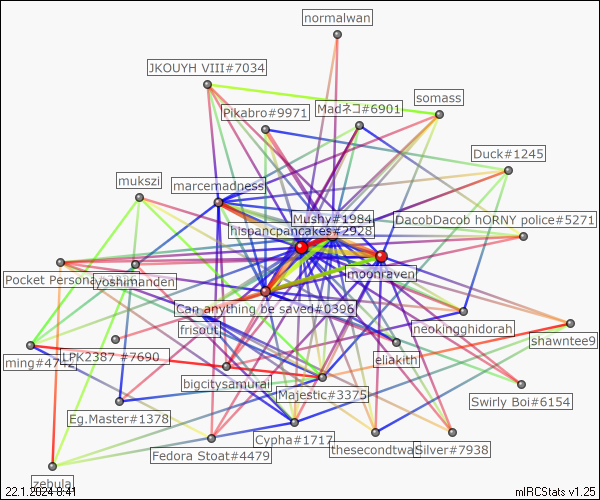 normalwan
JKOUYH VIII#7034
somass
Pikabro#9971
Madネコ#6901
Duck#1245
mukszi
marcemadness
Mushy#1984
DacobDacob hORNY police#5271
hispancpancakes#2928
moonraven
Pocket Persona
yoshimanden
Can anything be saved#0396
frisout
neokingghidorah
shawntee9
ming#4742
LPK2387 #7690
eliakith
bigcitysamurai
Majestic#3375
Swirly Boi#6154
Eg.Master#1378
Cypha#1717
Fedora Stoat#4479
thesecondtwa
Silver#7938
zebula
22.1.2024 0:41
mIRCStats v1.25